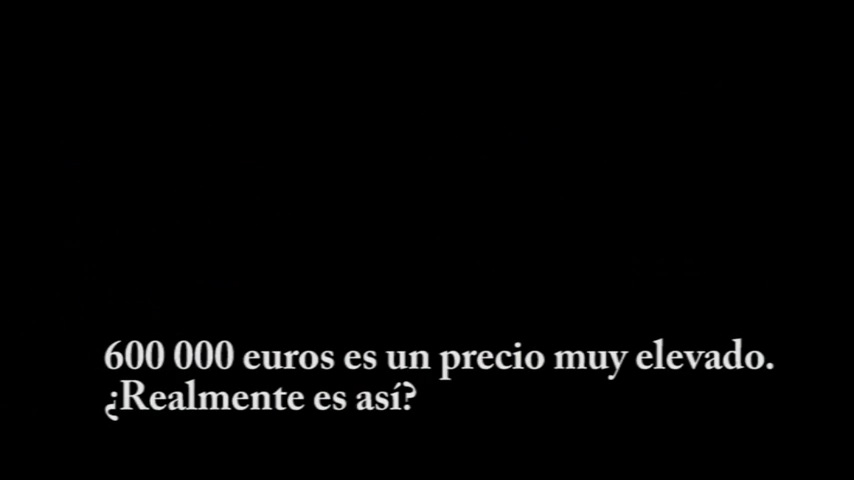 600 000 euros es un precio muy elevado.
¿Realmente es así?